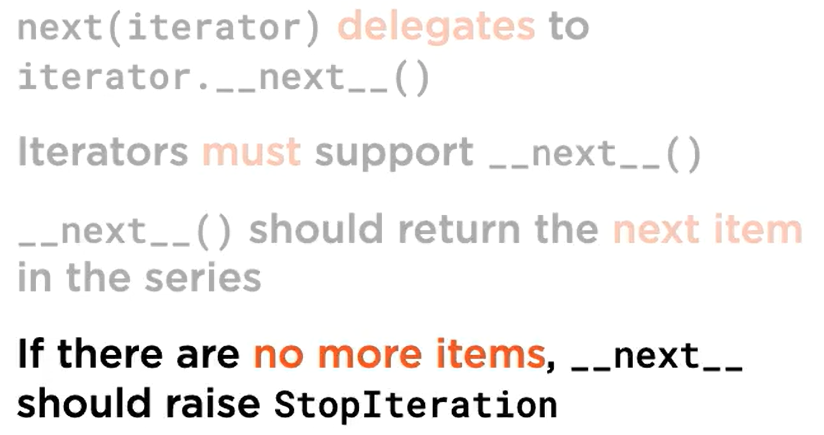 next(iterator) delegates to
iterator.__next__()
Iterators must support __next__()
__next__() should return the next item
in the series
If there are no more items, __next__
should raise StopIteration